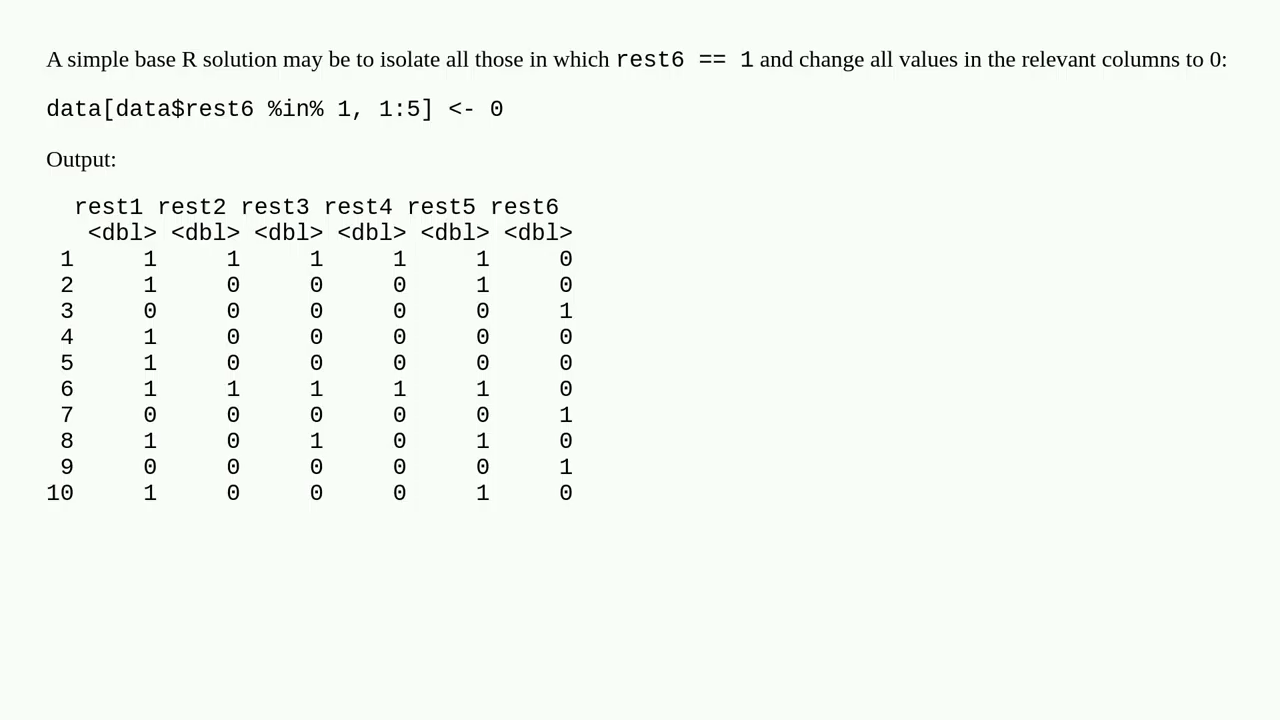 A simple base R solution may be to isolate all those in which rest6 == 1 and change all values in the relevant columns to 0:
data[data$rest6 %in% 1, 1:5] <- 0
Output:
  rest1 rest2 rest3 rest4 rest5 rest6
   <dbl> <dbl> <dbl> <dbl> <dbl> <dbl>
 1     1     1     1     1     1     0
 2     1     0     0     0     1     0
 3     0     0     0     0     0     1
 4     1     0     0     0     0     0
 5     1     0     0     0     0     0
 6     1     1     1     1     1     0
 7     0     0     0     0     0     1
 8     1     0     1     0     1     0
 9     0     0     0     0     0     1
10     1     0     0     0     1     0